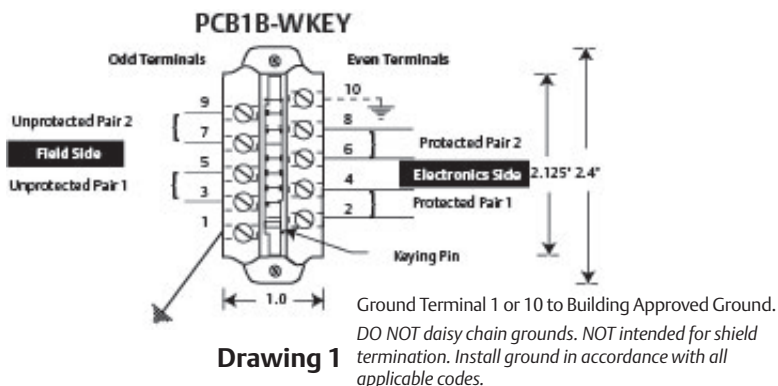 PCB1B-WKEY
Odd Terminals
Even Terminals
9
10
Unprotected Pair 2
7
8
Field Side
6
Protected Pair 2
5
Electronics Side
2.125" 2.4"
Unprotected Pair 1
3
4
1
2
Protected Pair 1
Keying Pin
1.0
Ground Terminal 1 or 10 to Building Approved Ground.
Drawing 1
DO NOT daisy chain grounds. NOT intended for shield
termination. Install ground in accordance with all
applicable codes.